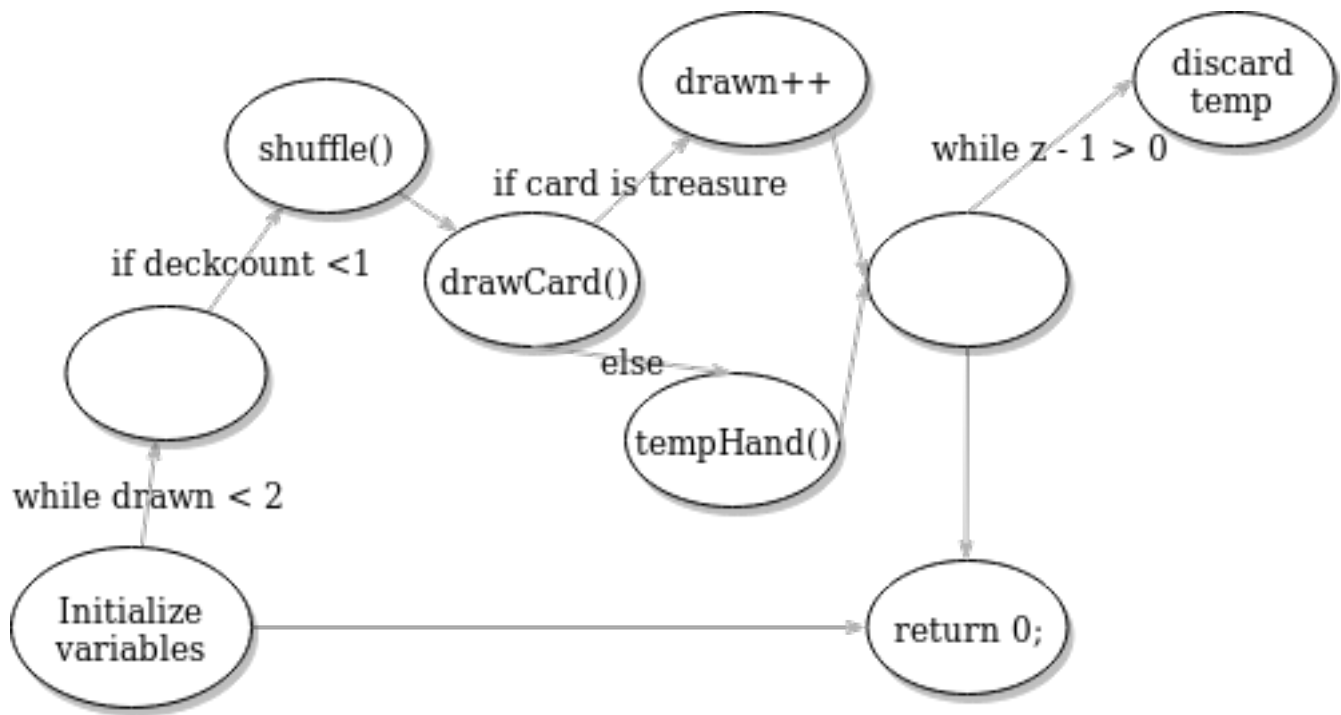 discard
temp
drawn++
shuffle()
while z - 1 > 0
if card is treasure
if deckcount <1
drawCard()
else
tempHand()
while drawn < 2
Initialize
variables
return 0;